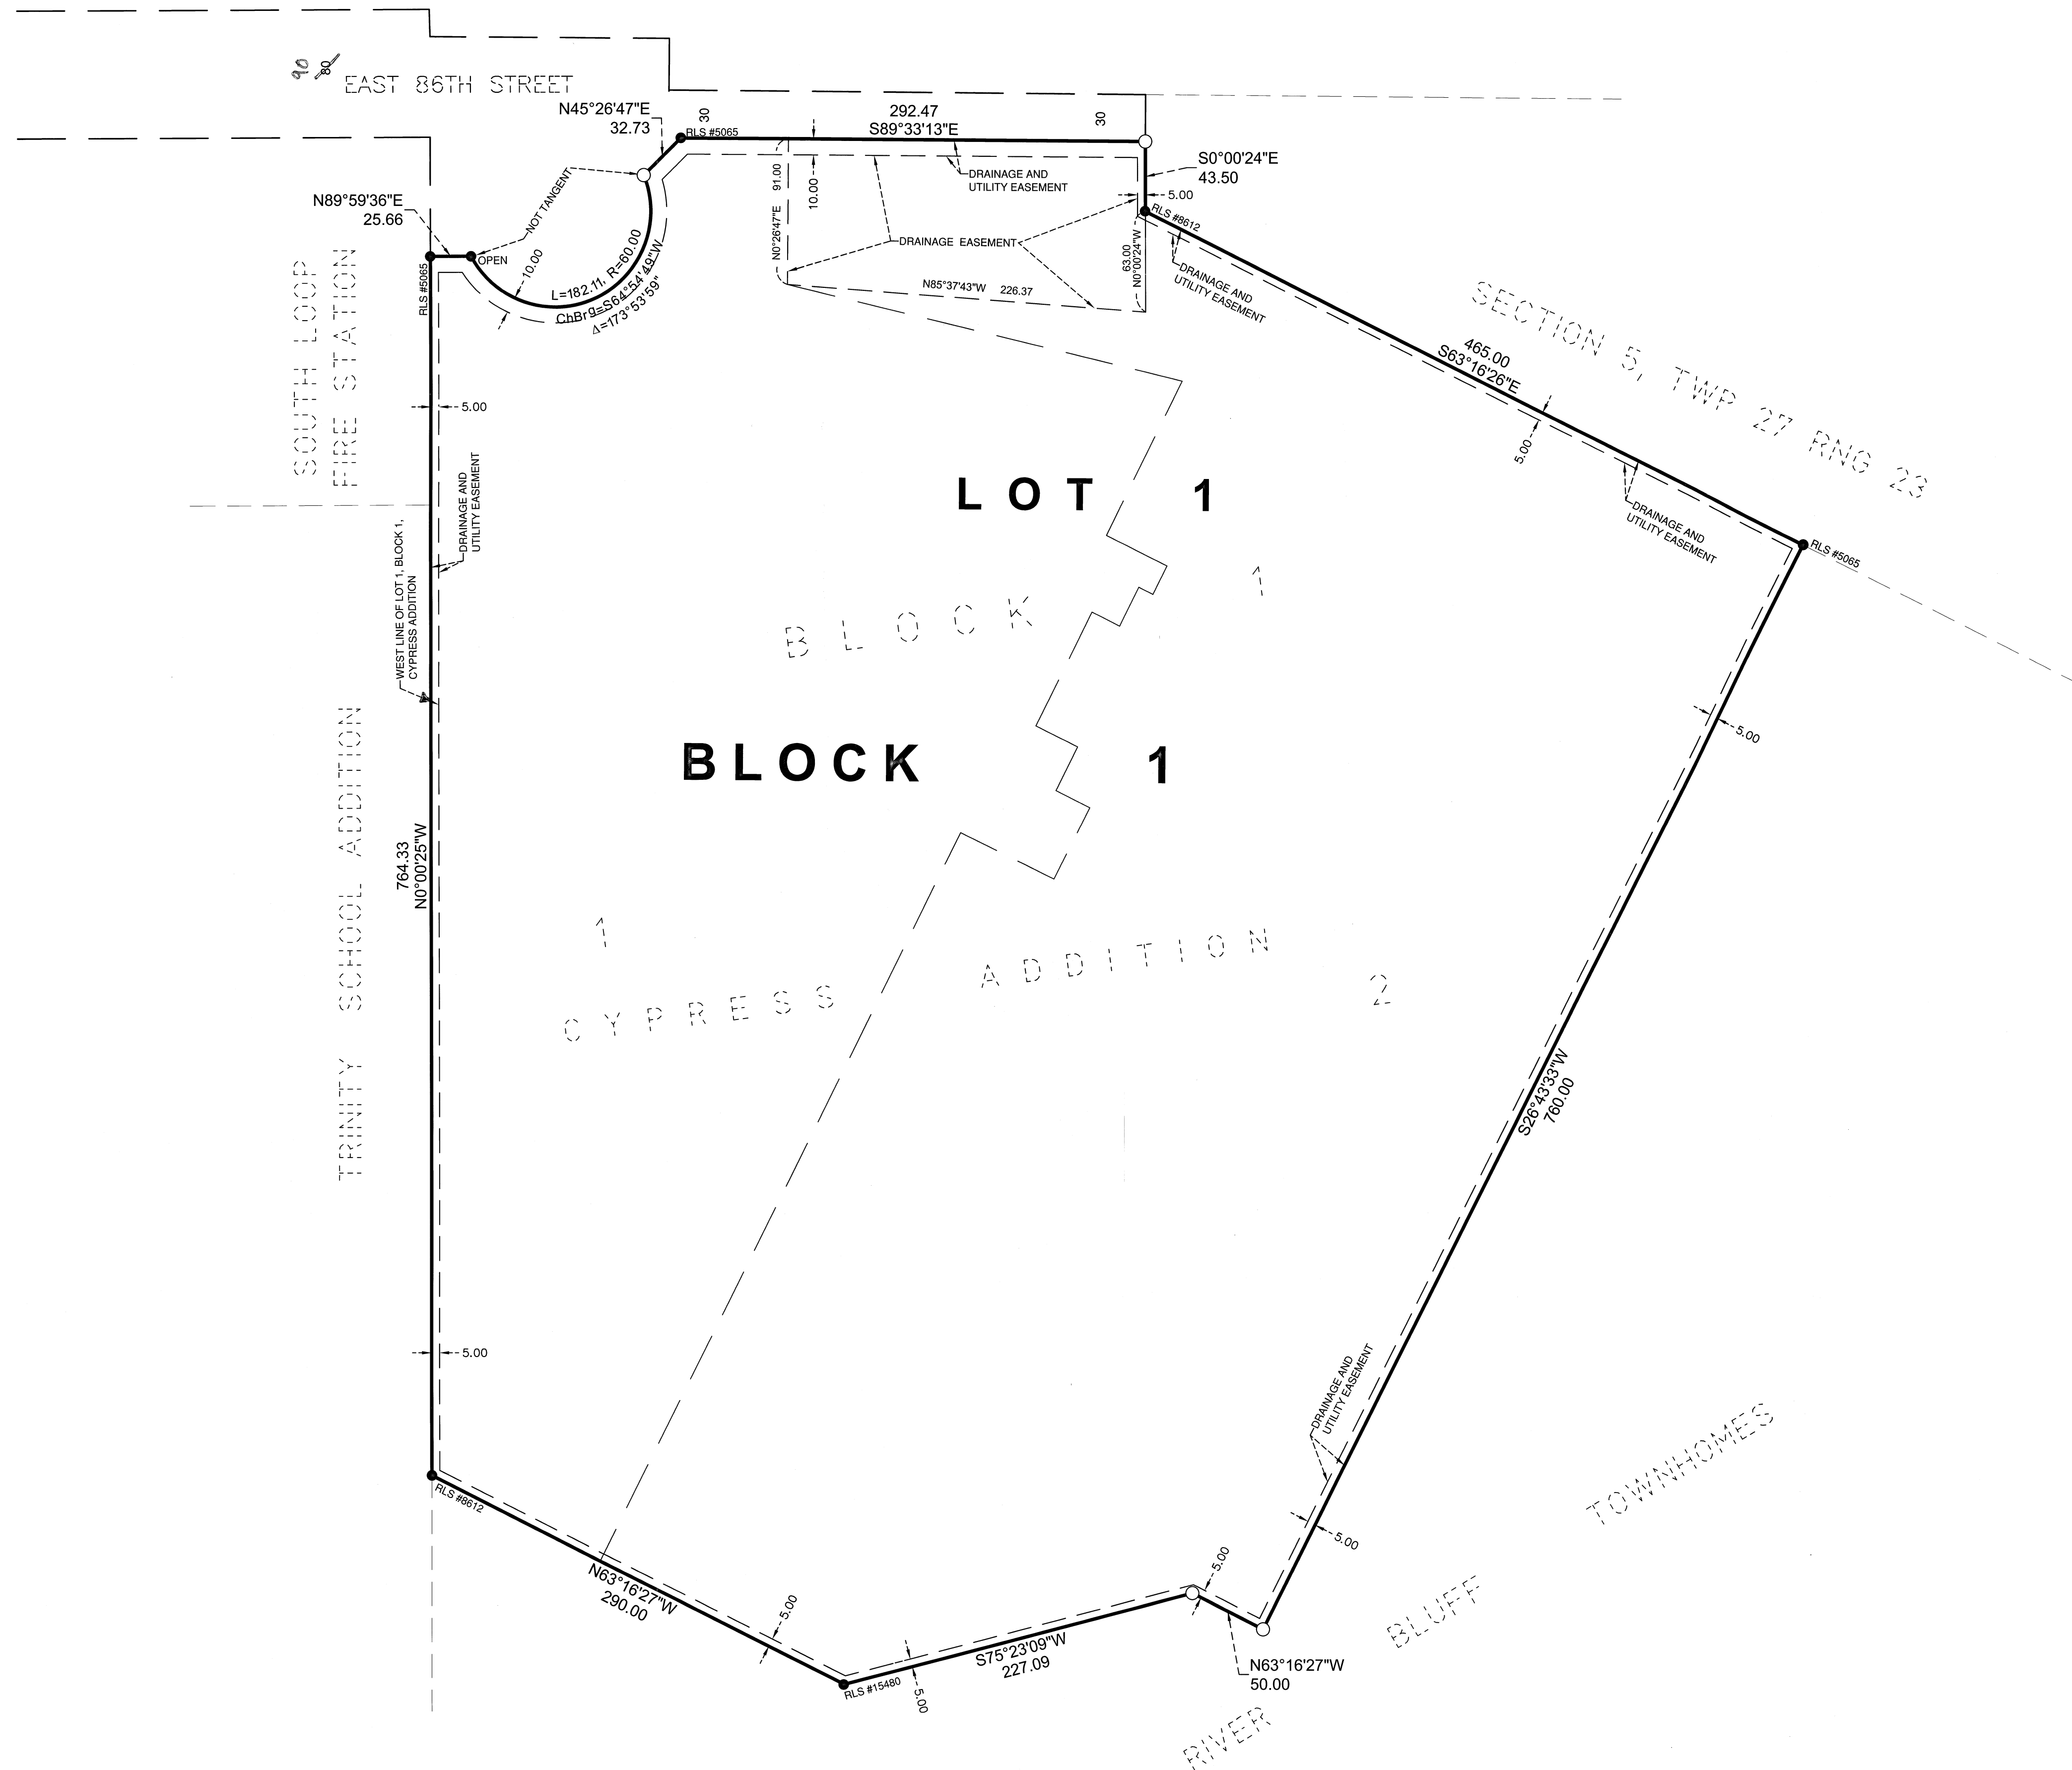 90
80
EAST 86TH STREET
N45°26'47"E
32.73
30
RLS #5065
292.47
S89°33'13"E
30
S0°00'24"E
43.50
N89°59'36"E
25.66
NOT TANGENT
OPEN
RLS #5065
10.00
L=182.11, R=60.00
ChBrg=S64°54'49"W
Δ=173°53'59"
91.00
N0°26'47"E
10.00
DRAINAGE AND
UTILITY EASEMENT
5.00
RLS #8612
DRAINAGE EASEMENT
63.00
N0°00'24"W
N85°37'43"W 226.37
DRAINAGE AND
UTILITY EASEMENT
SOUTH LOOP
FIRE STATION
5.00
465.00
S63°16'26"E
5.00
SECTION 5, TWP 27 RNG 23
DRAINAGE AND
UTILITY EASEMENT
RLS #5065
LOT 1
DRAINAGE AND
UTILITY EASEMENT
WEST LINE OF LOT 1, BLOCK 1,
CYPRESS ADDITION
BLOCK 1
BLOCK 1
5.00
TRINITY SCHOOL ADDITION
764.33
N0°00'25"W
1
CYPRESS ADDITION
2
S26°43'33"W
760.00
5.00
DRAINAGE AND
UTILITY EASEMENT
RLS #8612
5.00
5.00
N63°16'27"W
290.00
5.00
S75°23'09"W
227.09
RLS #15480
5.00
N63°16'27"W
50.00
RIVER BLUFF TOWNHOMES